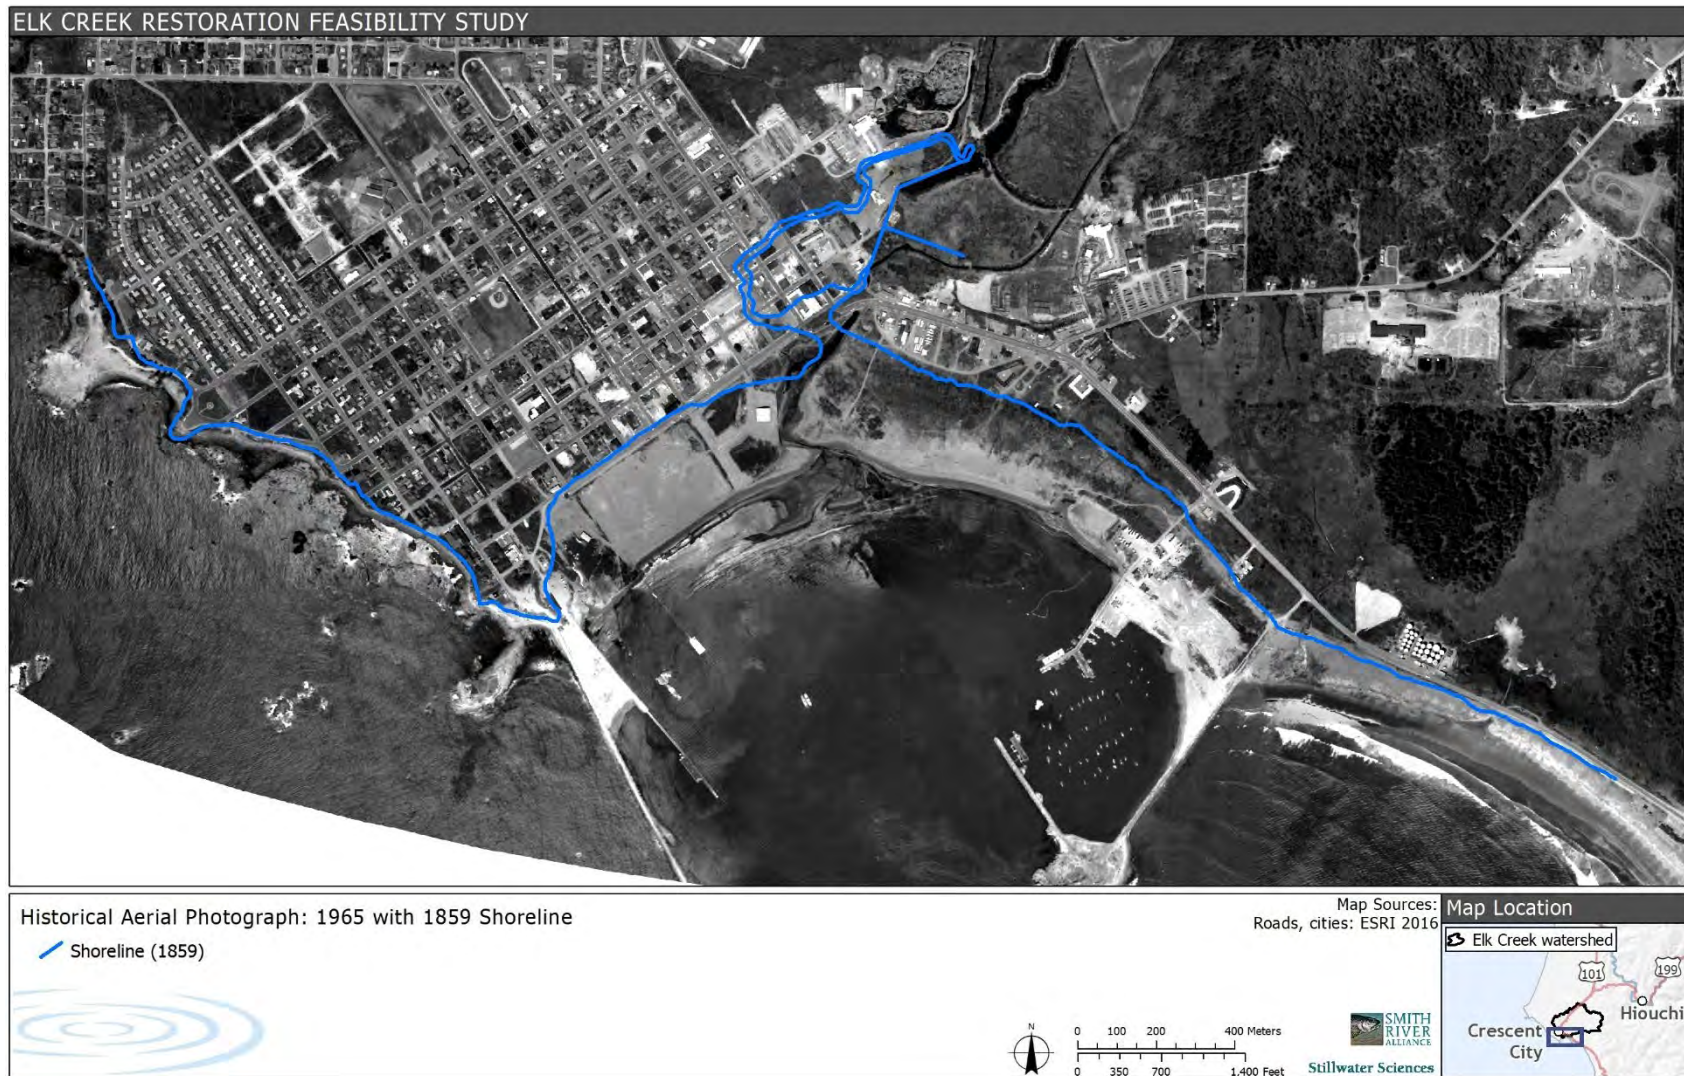 ELK CREEK RESTORATION FEASIBILITY STUDY
Historical Aerial Photograph: 1965 with 1859 Shoreline
Shoreline (1859)
Map Sources:
Roads, cities: ESRI 2016
N
0 100 200 400 Meters
0 350 700 1,400 Feet
SMITH
RIVER
ALLIANCE
Stillwater Sciences
Map Location
Elk Creek watershed
101
199
Hiouchi
Crescent
City